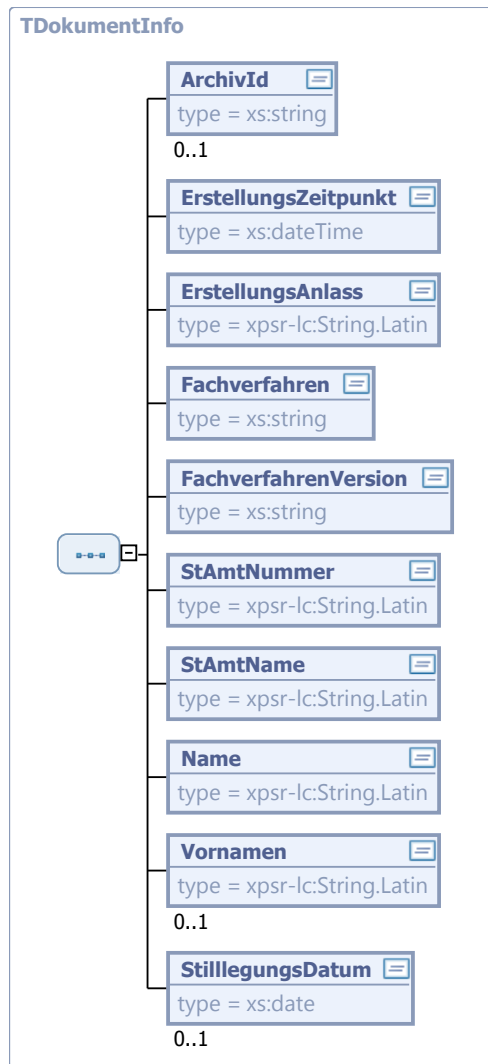 TDokumentInfo
ArchivId
type = xs:string
0..1
ErstellungsZeitpunkt
type = xs:dateTime
ErstellungsAnlass
type = xpsr-lc:String.Latin
Fachverfahren
type = xs:string
FachverfahrenVersion
type = xs:string
StAmtNummer
type = xpsr-lc:String.Latin
StAmtName
type = xpsr-lc:String.Latin
Name
type = xpsr-lc:String.Latin
Vornamen
type = xpsr-lc:String.Latin
0..1
StilllegungsDatum
type = xs:date
0..1